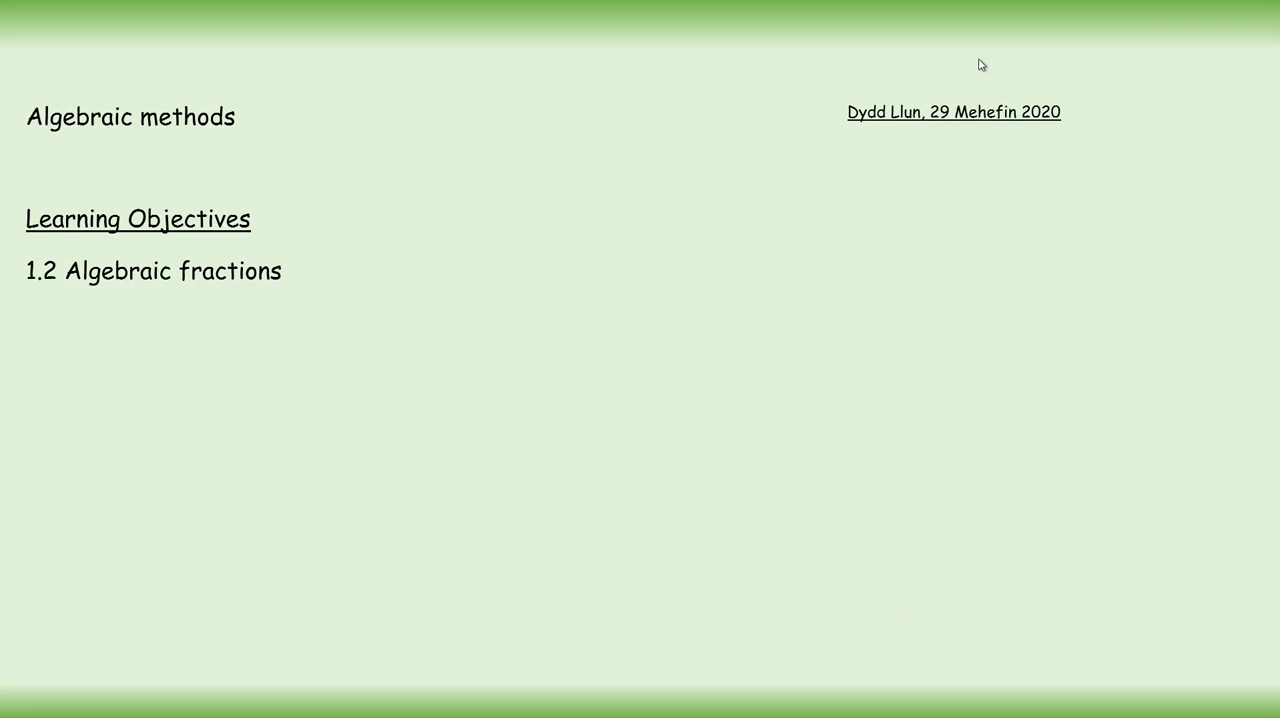 Algebraic methods
Dydd Llun, 29 Mehefin 2020
Learning Objectives
1.2 Algebraic fractions